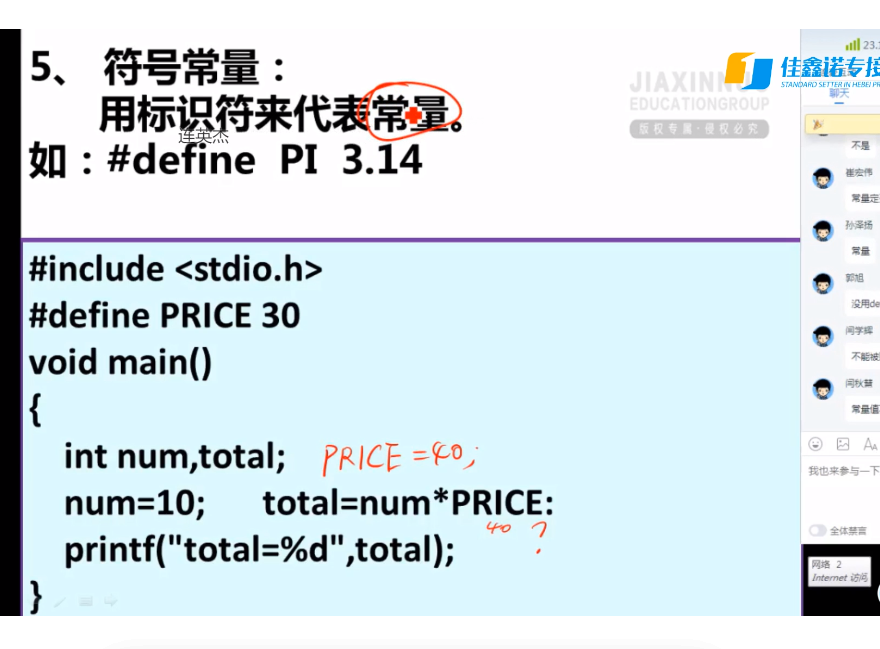 5、 符号常量：
用标识符来代表常量。
连英杰
如：#define PI 3.14
JIAXINN
EDUCATIONGROUP
版权专属·侵权必究
#include <stdio.h>
#define PRICE 30
void main()
{
int num,total; PRICE=40;
num=10; total=num*PRICE:
40 ?
printf("total=%d",total);
}
23.1
佳鑫诺专接
STANDARD SETTER IN HEBEI PR
聊天
不是
崔宏伟
常量定
孙泽扬
常量
郭旭
没用de
闫学辉
不能被
闫秋慧
常量值
我也来参与一下
全体禁言
网络 2
Internet 访问